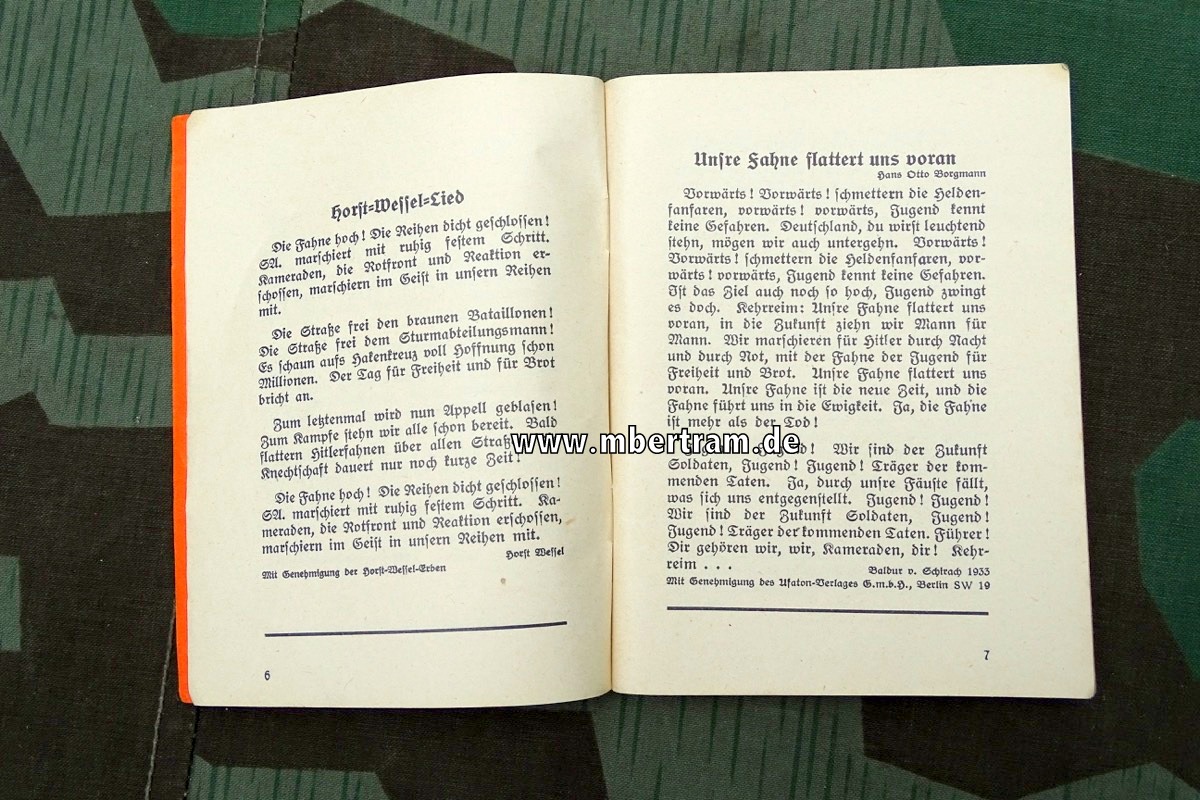 Horst-Wessel-Lied
Die Fahne hoch! Die Reihen dicht geschlossen!
SA. marschiert mit ruhig festem Schritt.
Kameraden, die Rotfront und Reaktion er-
schossen, marschiern im Geist in unsern Reihen
mit.
Die Straße frei den braunen Bataillonen!
Die Straße frei dem Sturmabteilungsmann!
Es schaun aufs Hakenkreuz voll Hoffnung schon
Millionen. Der Tag für Freiheit und für Brot
bricht an.
Zum letztenmal wird nun Appell geblasen!
Zum Kampfe stehn wir alle schon bereit. Bald
flattern Hitlerfahnen über allen
Knechtschaft dauert nur noch kurze Zeit!
Die Fahne hoch! Die Reihen dicht geschlossen!
SA. marschiert mit ruhig festem Schritt. Ka-
meraden, die Rotfront und Reaktion erschossen,
marschiern im Geist in unsern Reihen mit.
Horst Wessel
Mit Genehmigung der Horst-Wessel-Erben
6
Unsre Fahne flattert uns voran
Hans Otto Borgmann
Vorwärts! Vorwärts! schmettern die Helden-
fanfaren, vorwärts! vorwärts, Jugend kennt
keine Gefahren. Deutschland, du wirst leuchtend
stehn, mögen wir auch untergehn. Vorwärts!
Vorwärts! schmettern die Heldenfanfaren, vor-
wärts! vorwärts, Jugend kennt keine Gefahren.
Ist das Ziel auch noch so hoch, Jugend zwingt
es doch. Kehrreim: Unsre Fahne flattert uns
voran, in die Zukunft ziehn wir Mann für
Mann. Wir marschieren für Hitler durch Nacht
und durch Not, mit der Fahne der Jugend für
Freiheit und Brot. Unsre Fahne flattert uns
voran. Unsre Fahne ist die neue Zeit, und die
Fahne führt uns in die Ewigkeit. Ja, die Fahne
ist mehr als der Tod!
Wir sind der Zukunft
Soldaten, Jugend! Jugend! Träger der kom-
menden Taten. Ja, durch unsre Fäuste fällt,
was sich uns entgegenstellt. Jugend! Jugend!
Wir sind der Zukunft Soldaten, Jugend!
Jugend! Träger der kommenden Taten. Führer!
Dir gehören wir, wir, Kameraden, dir! Kehr-
reim . . .
Baldur v. Schirach 1933
Mit Genehmigung des Ufaton-Verlages G.m.b.H., Berlin SW 19
7
www.mbertram.de